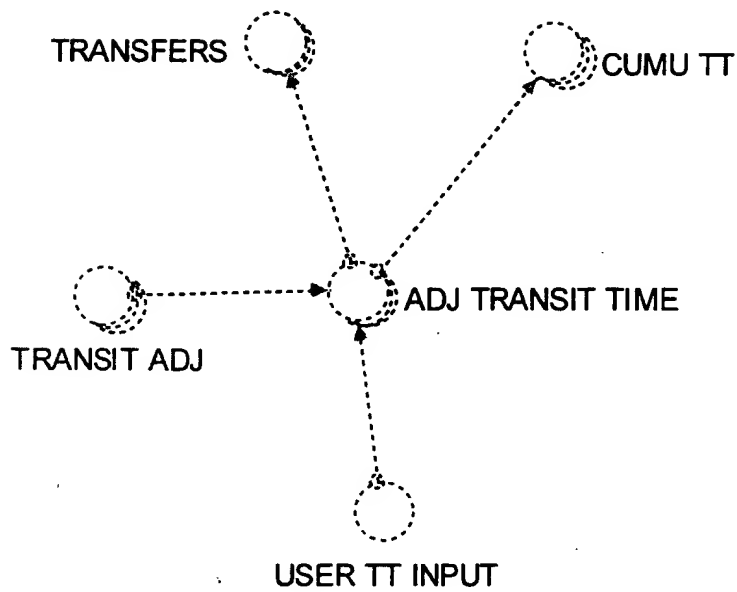 TRANSFERS
CUMU TT
ADJ TRANSIT TIME
TRANSIT ADJ
USER TT INPUT